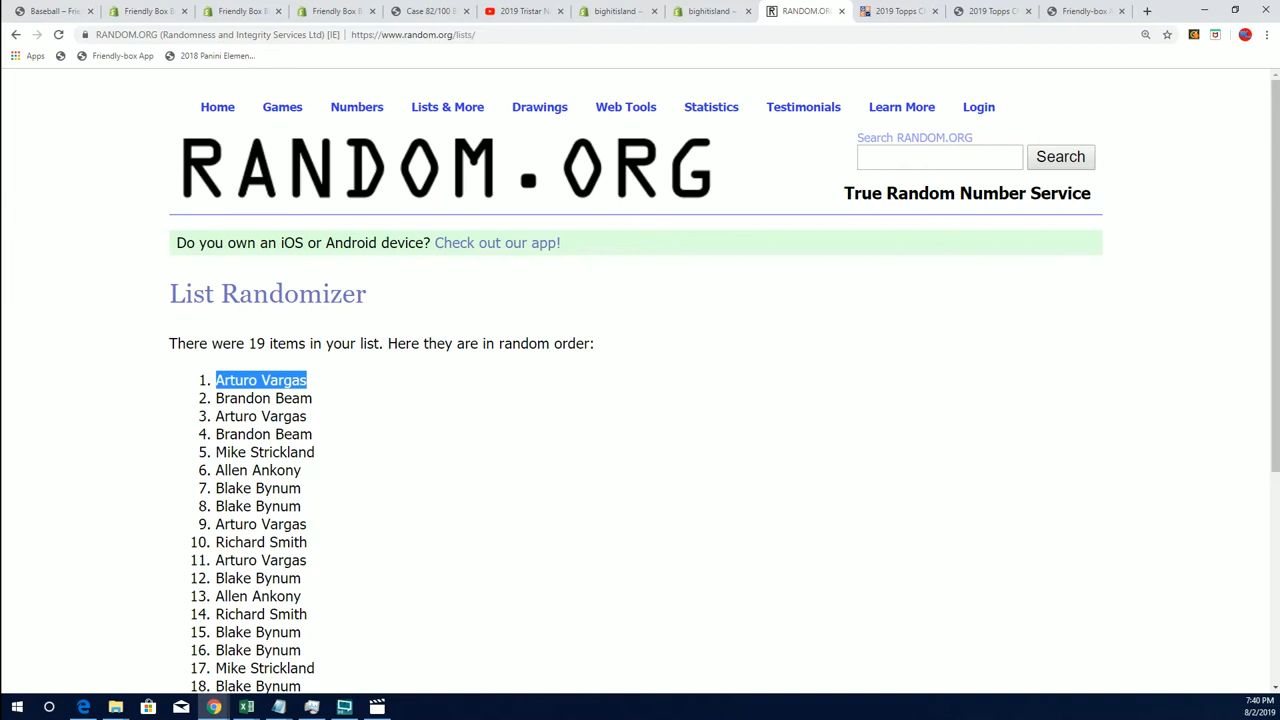 Baseball – Frie
Friendly Box B
Friendly Box B
Friendly Box B
Case 82/100 B
2019 Tristar N
bighitisland –
bighitisland –
RANDOM.OR
2019 Topps C
2019 Topps C
Friendly-box A
RANDOM.ORG (Randomness and Integrity Services Ltd) [IE] | https://www.random.org/lists/
Apps
Friendly-box App
2018 Panini Elemen...
Home Games Numbers Lists & More Drawings Web Tools Statistics Testimonials Learn More Login
RANDOM.ORG
Search RANDOM.ORG
Search
True Random Number Service
Do you own an iOS or Android device? Check out our app!
List Randomizer
There were 19 items in your list. Here they are in random order:
1. Arturo Vargas
2. Brandon Beam
3. Arturo Vargas
4. Brandon Beam
5. Mike Strickland
6. Allen Ankony
7. Blake Bynum
8. Blake Bynum
9. Arturo Vargas
10. Richard Smith
11. Arturo Vargas
12. Blake Bynum
13. Allen Ankony
14. Richard Smith
15. Blake Bynum
16. Blake Bynum
17. Mike Strickland
18. Blake Bynum
7:40 PM
8/2/2019